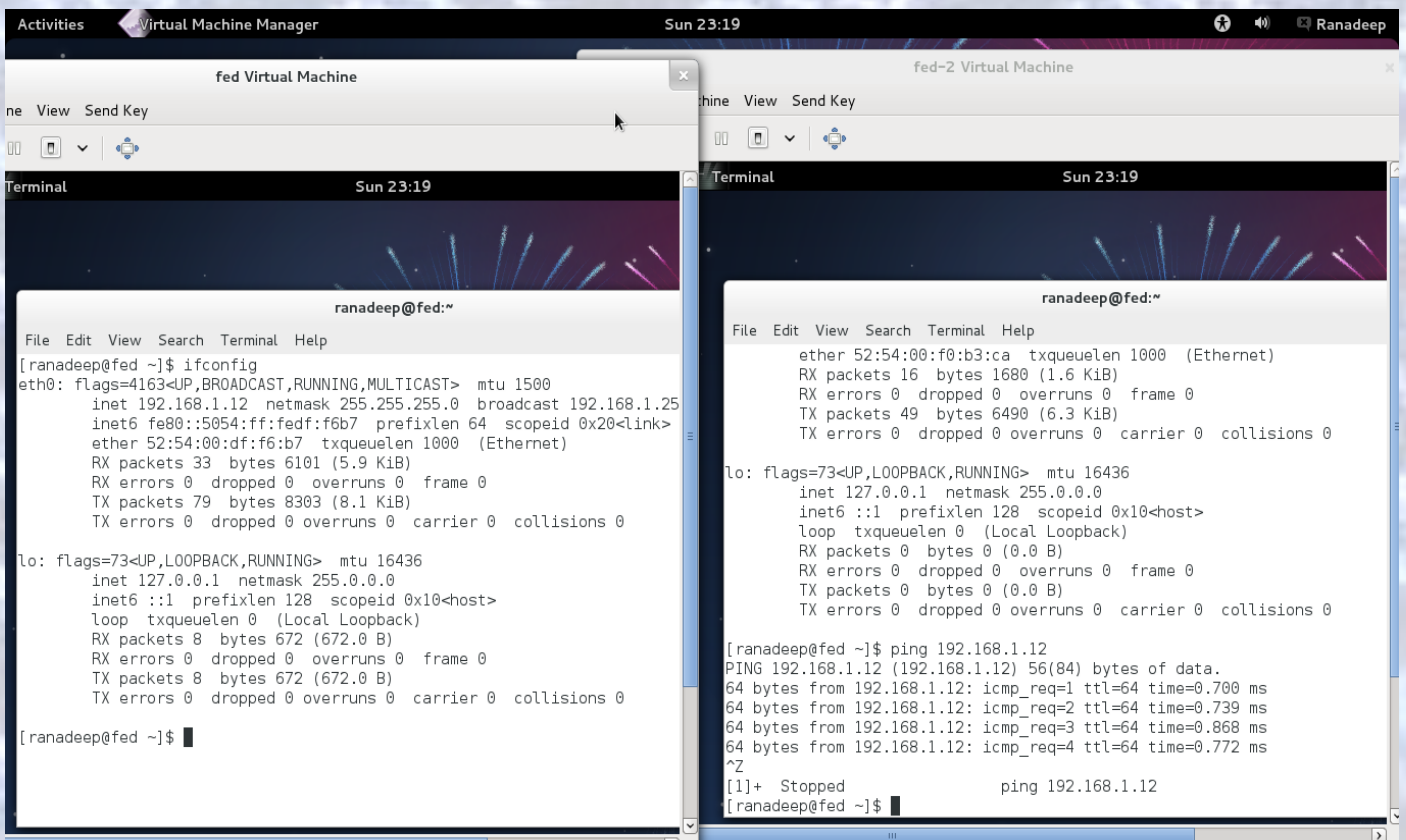 Activities Virtual Machine Manager Sun 23:19 Ranadeep
fed Virtual Machine
ne View Send Key
Terminal Sun 23:19
ranadeep@fed:~
File Edit View Search Terminal Help
[ranadeep@fed ~]$ ifconfig
eth0: flags=4163<UP,BROADCAST,RUNNING,MULTICAST> mtu 1500
inet 192.168.1.12 netmask 255.255.255.0 broadcast 192.168.1.25
inet6 fe80::5054:ff:fedf:f6b7 prefixlen 64 scopeid 0x20<link>
ether 52:54:00:df:f6:b7 txqueuelen 1000 (Ethernet)
RX packets 33 bytes 6101 (5.9 KiB)
RX errors 0 dropped 0 overruns 0 frame 0
TX packets 79 bytes 8303 (8.1 KiB)
TX errors 0 dropped 0 overruns 0 carrier 0 collisions 0
lo: flags=73<UP,LOOPBACK,RUNNING> mtu 16436
inet 127.0.0.1 netmask 255.0.0.0
inet6 ::1 prefixlen 128 scopeid 0x10<host>
loop txqueuelen 0 (Local Loopback)
RX packets 8 bytes 672 (672.0 B)
RX errors 0 dropped 0 overruns 0 frame 0
TX packets 8 bytes 672 (672.0 B)
TX errors 0 dropped 0 overruns 0 carrier 0 collisions 0
[ranadeep@fed ~]$
fed-2 Virtual Machine
hine View Send Key
Terminal Sun 23:19
ranadeep@fed:~
File Edit View Search Terminal Help
ether 52:54:00:f0:b3:ca txqueuelen 1000 (Ethernet)
RX packets 16 bytes 1680 (1.6 KiB)
RX errors 0 dropped 0 overruns 0 frame 0
TX packets 49 bytes 6490 (6.3 KiB)
TX errors 0 dropped 0 overruns 0 carrier 0 collisions 0
lo: flags=73<UP,LOOPBACK,RUNNING> mtu 16436
inet 127.0.0.1 netmask 255.0.0.0
inet6 ::1 prefixlen 128 scopeid 0x10<host>
loop txqueuelen 0 (Local Loopback)
RX packets 0 bytes 0 (0.0 B)
RX errors 0 dropped 0 overruns 0 frame 0
TX packets 0 bytes 0 (0.0 B)
TX errors 0 dropped 0 overruns 0 carrier 0 collisions 0
[ranadeep@fed ~]$ ping 192.168.1.12
PING 192.168.1.12 (192.168.1.12) 56(84) bytes of data.
64 bytes from 192.168.1.12: icmp_req=1 ttl=64 time=0.700 ms
64 bytes from 192.168.1.12: icmp_req=2 ttl=64 time=0.739 ms
64 bytes from 192.168.1.12: icmp_req=3 ttl=64 time=0.868 ms
64 bytes from 192.168.1.12: icmp_req=4 ttl=64 time=0.772 ms
^Z
[1]+ Stopped ping 192.168.1.12
[ranadeep@fed ~]$